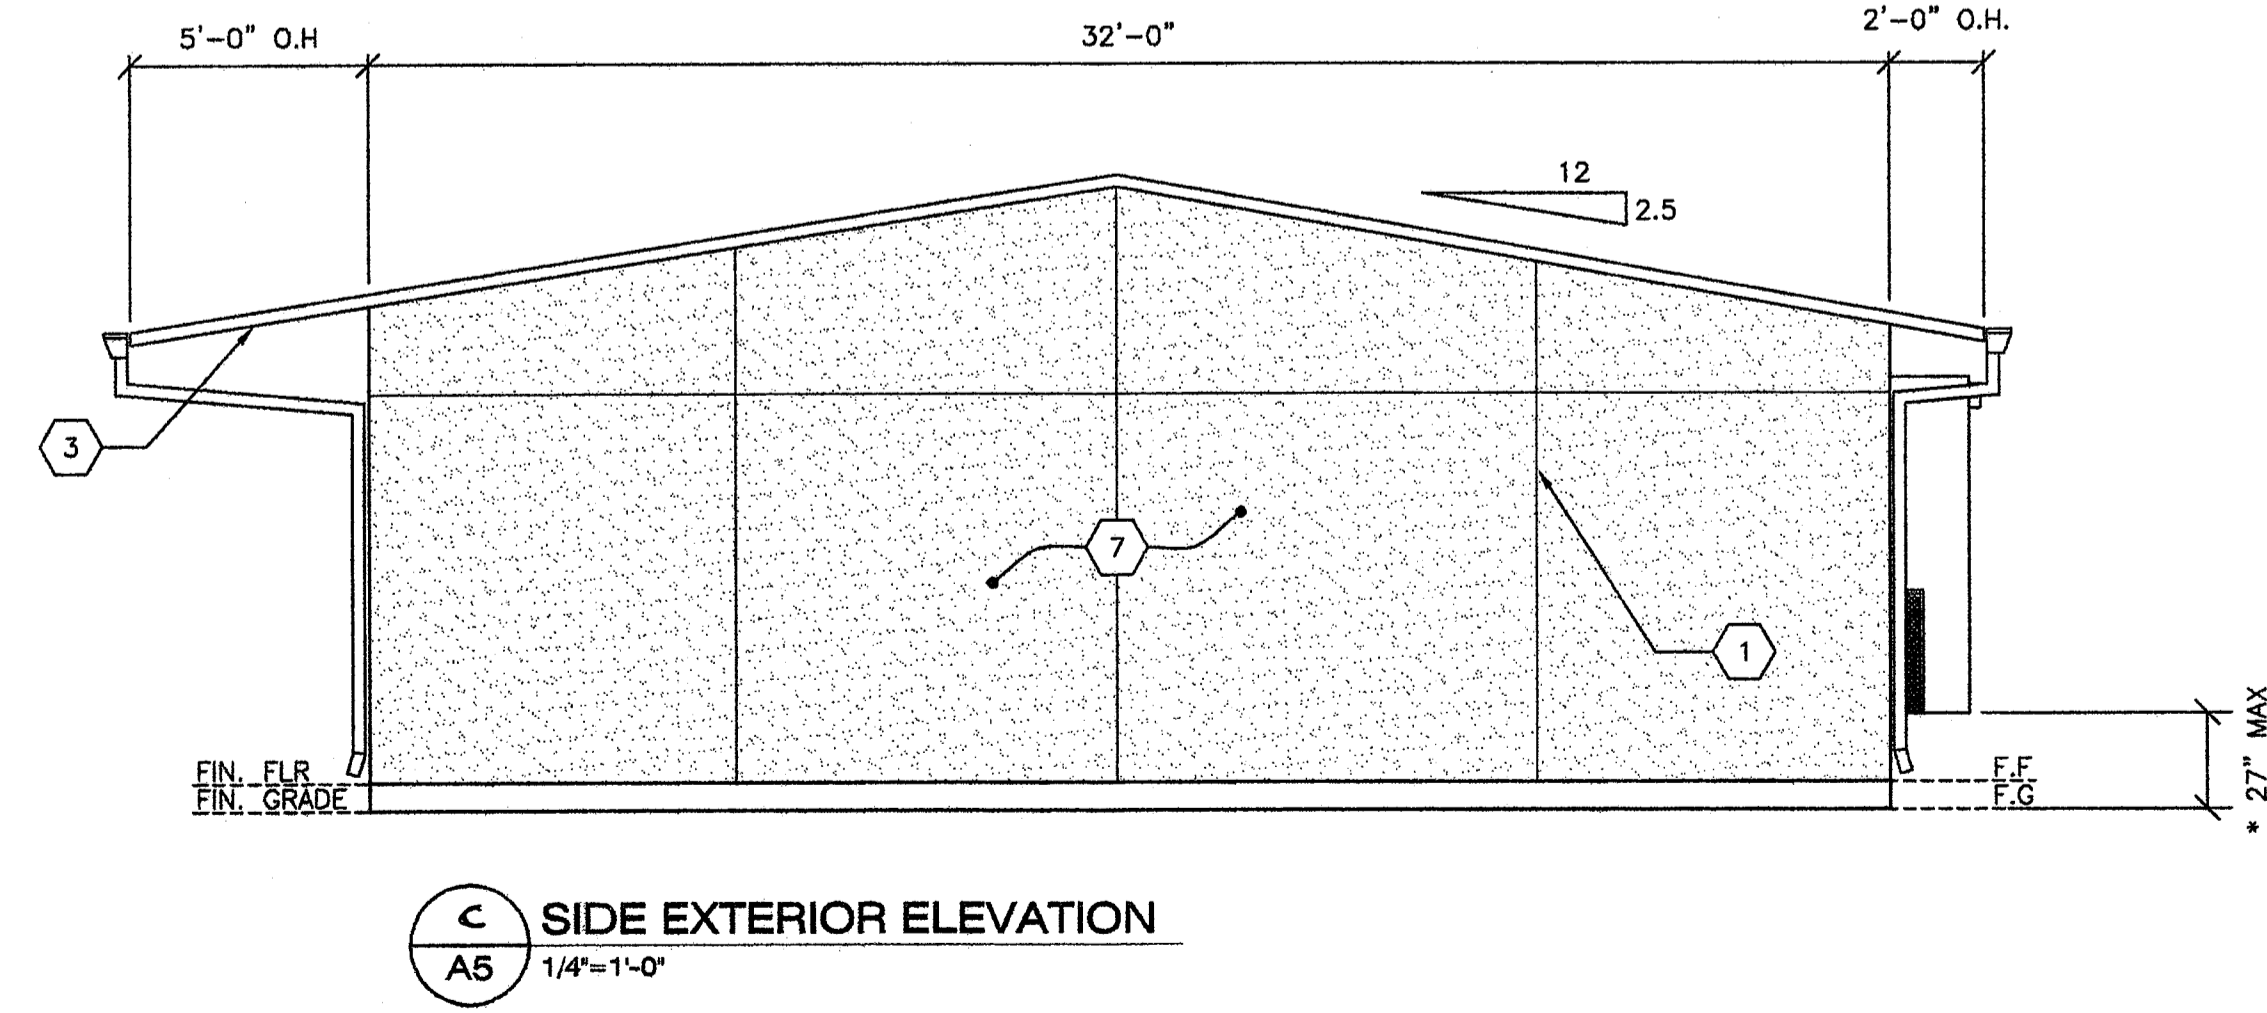 5'-0" O.H
32'-0"
2'-0" O.H.
12
2.5
3
7
1
FIN. FLR
FIN. GRADE
F.F
F.G
* 27" MAX
C
A5
SIDE EXTERIOR ELEVATION
1/4"=1'-0"